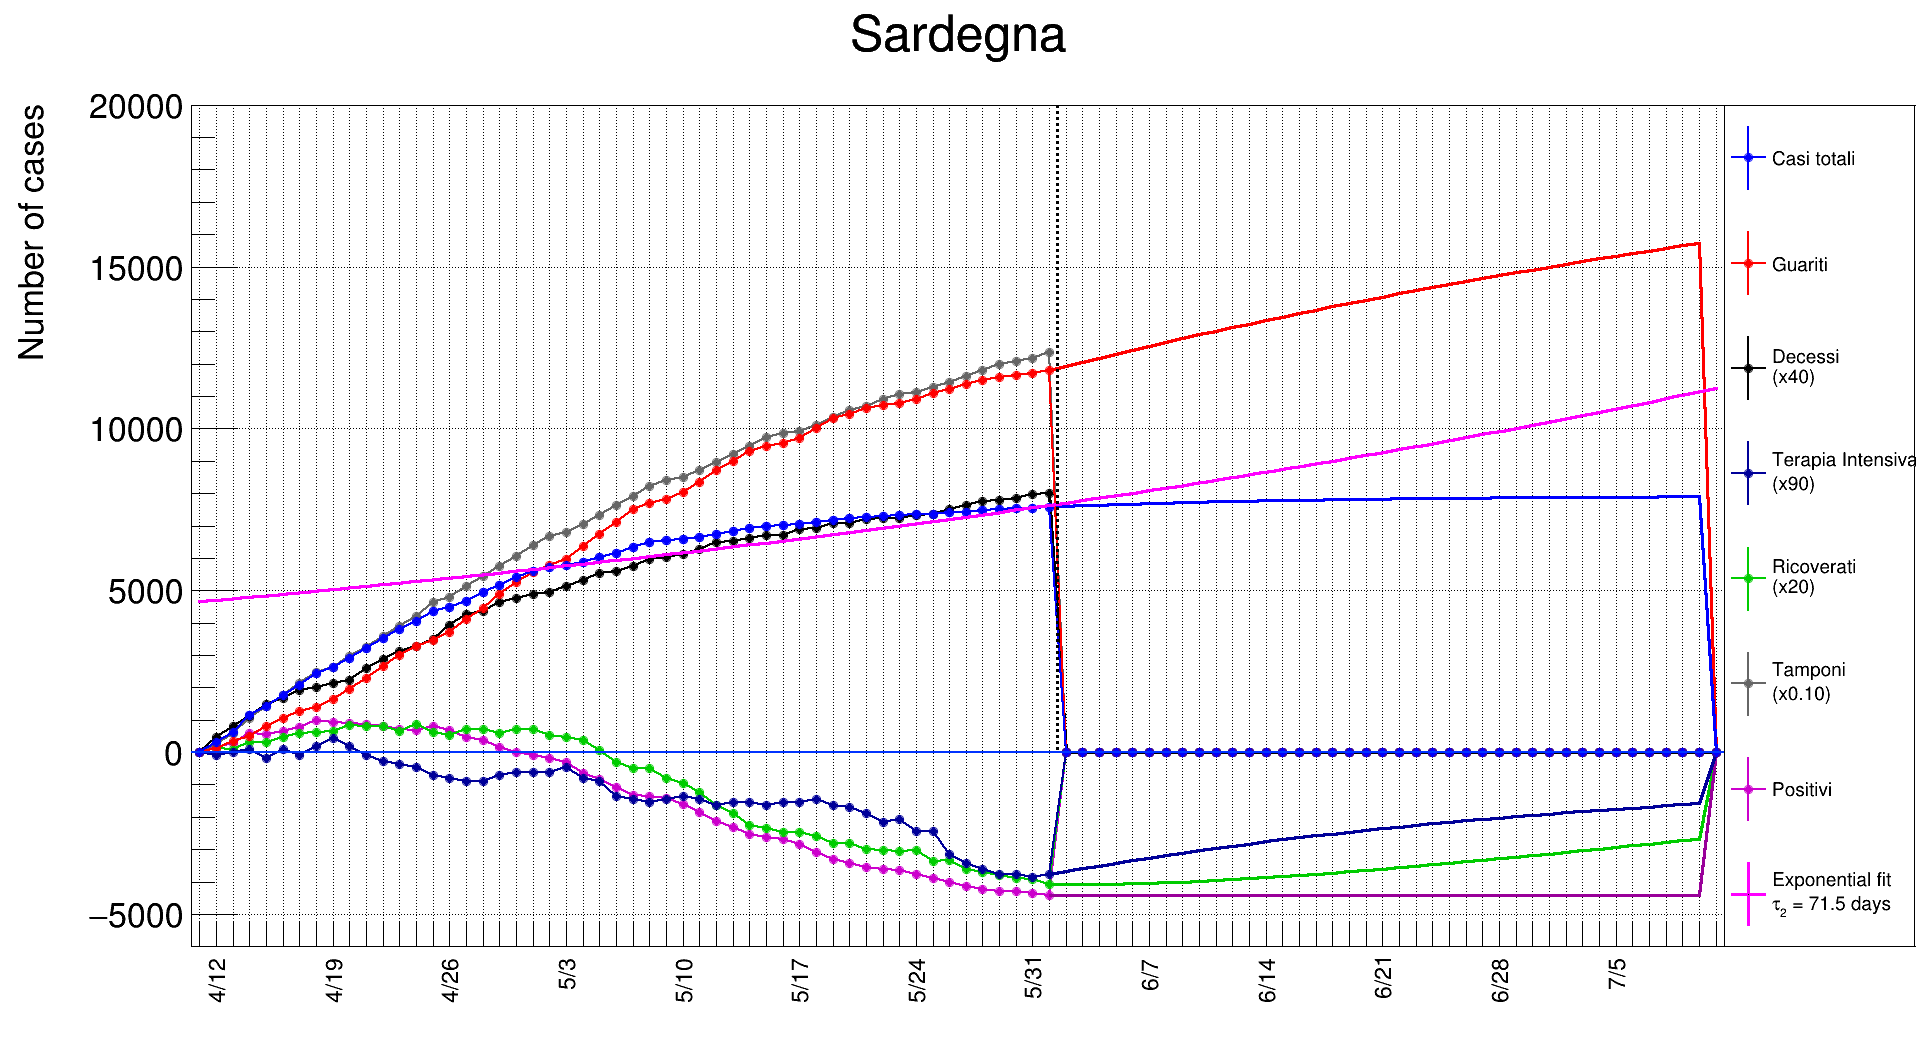 Sardegna
Number of cases
20000
15000
10000
5000
0
−5000
4/12
4/19
4/26
5/3
5/10
5/17
5/24
5/31
6/7
6/14
6/21
6/28
7/5
Casi totali
Guariti
Decessi
(x40)
Terapia Intensiva
(x90)
Ricoverati
(x20)
Tamponi
(x0.10)
Positivi
Exponential fit
τ2 = 71.5 days